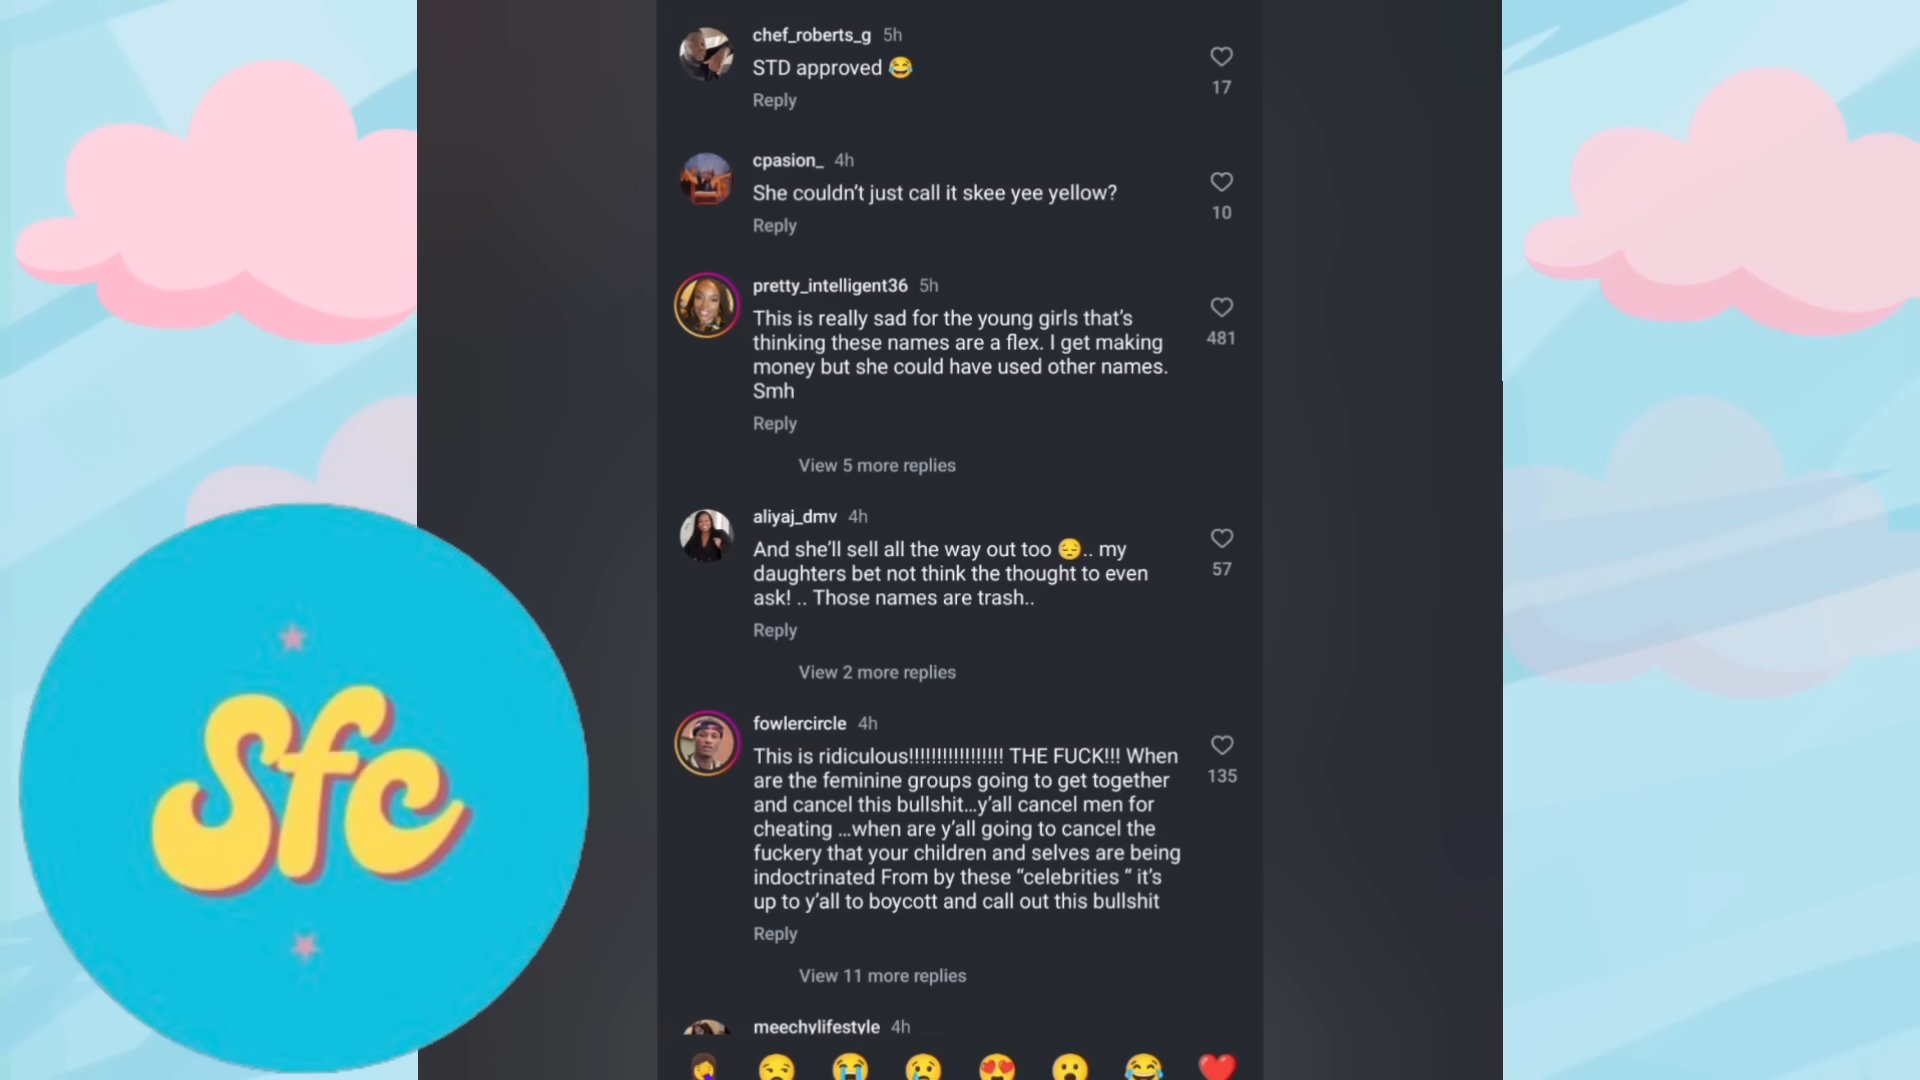 chef_roberts_g 5h
STD approved 😂
17
Reply
cpasion_ 4h
She couldn't just call it skee yee yellow?
10
Reply
pretty_intelligent36 5h
This is really sad for the young girls that's
thinking these names are a flex. I get making
money but she could have used other names.
Smh
481
Reply
View 5 more replies
aliyaj_dmv 4h
And she'll sell all the way out too 😔.. my
daughters bet not think the thought to even
ask! .. Those names are trash..
57
Reply
View 2 more replies
fowlercircle 4h
This is ridiculous!!!!!!!!!!!!!!!!! THE FUCK!!! When
are the feminine groups going to get together
and cancel this bullshit...y'all cancel men for
cheating ...when are y'all going to cancel the
fuckery that your children and selves are being
indoctrinated From by these “celebrities “ it's
up to y'all to boycott and call out this bullshit
135
Reply
View 11 more replies
meechylifestyle 4h
Sfc